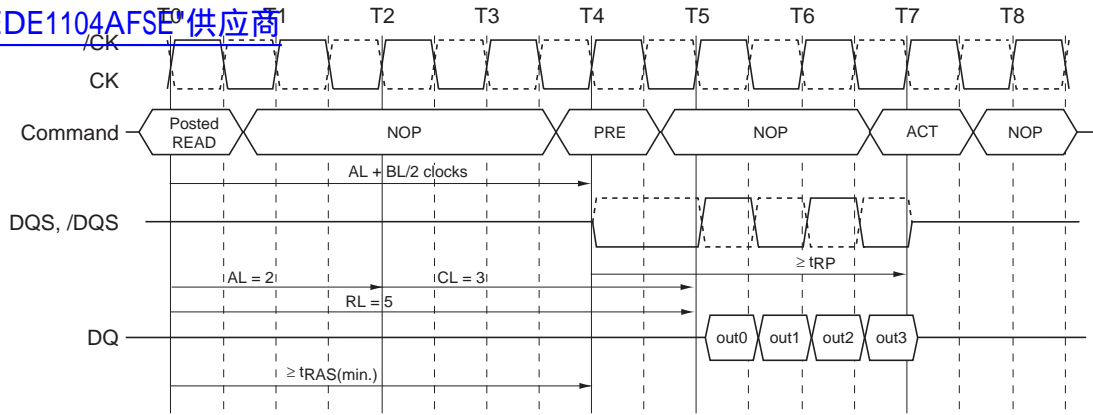 EDE1104AFSE"供应商
T0 T1 T2 T3 T4 T5 T6 T7 T8
/CK
CK
Command Posted READ NOP PRE NOP ACT NOP
AL + BL/2 clocks
DQS, /DQS
≥ tRP
AL = 2 CL = 3
RL = 5
DQ out0 out1 out2 out3
≥ tRAS(min.)